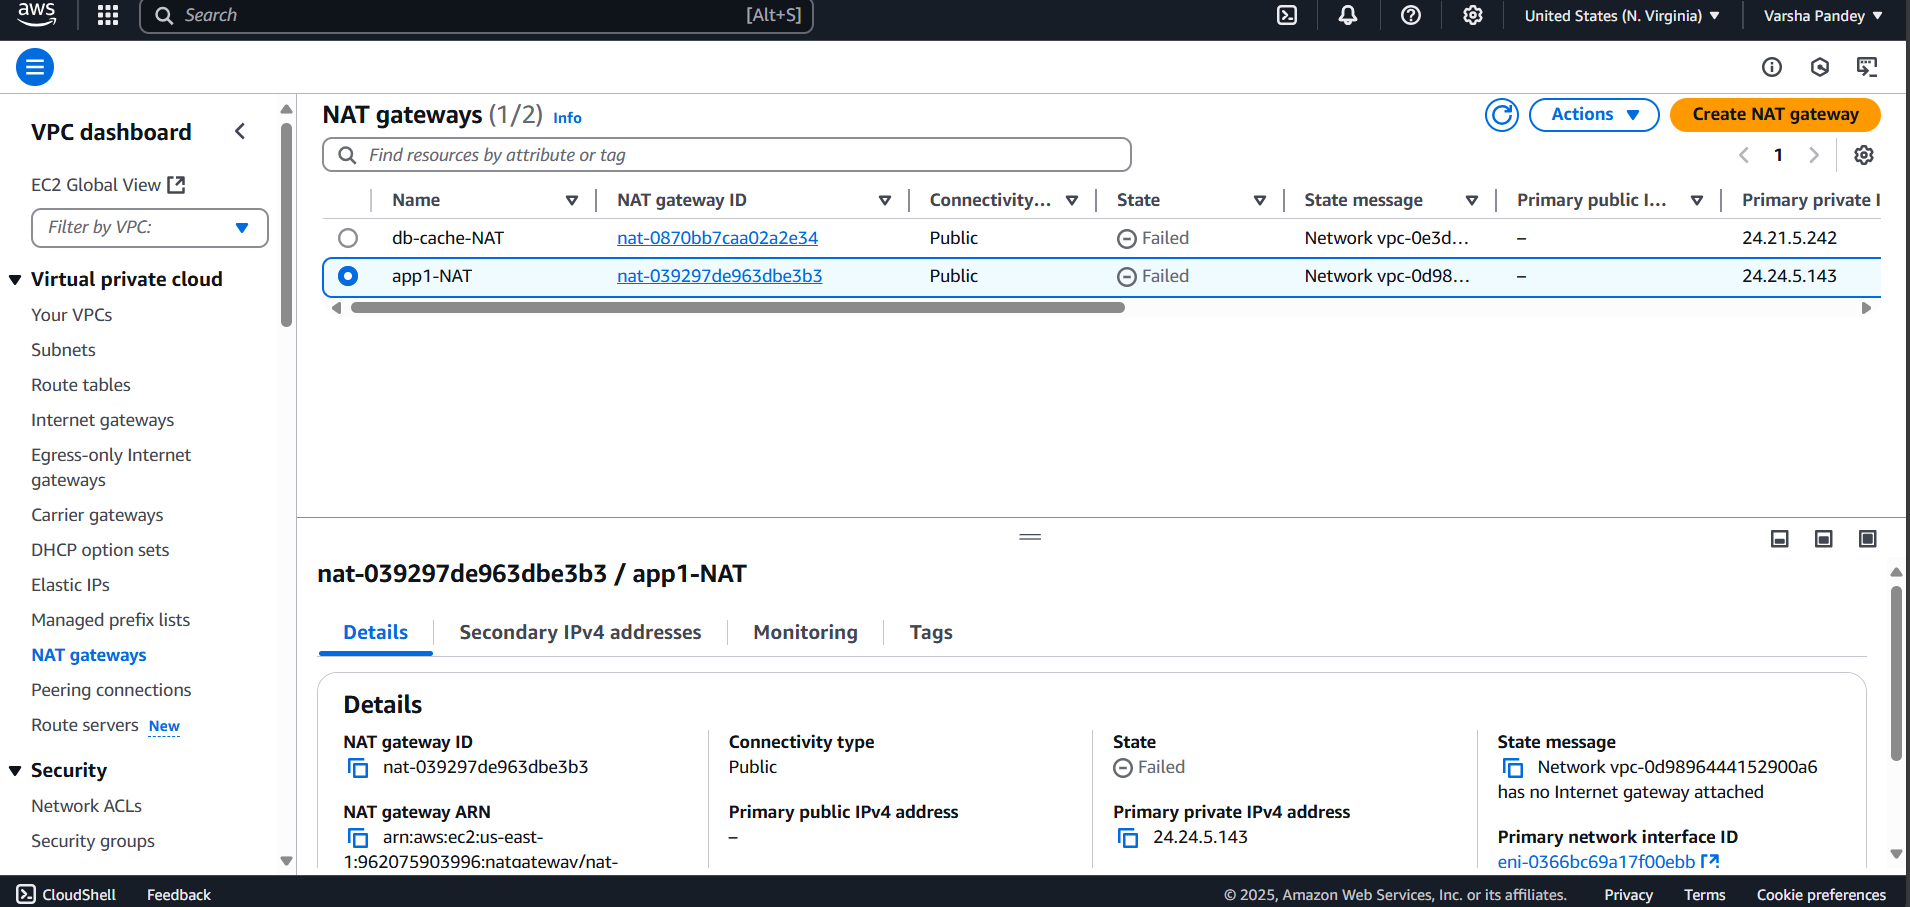 aws
Search [Alt+S]
United States (N. Virginia) Varsha Pandey
VPC dashboard
EC2 Global View
Filter by VPC:
Virtual private cloud
Your VPCs
Subnets
Route tables
Internet gateways
Egress-only Internet
gateways
Carrier gateways
DHCP option sets
Elastic IPs
Managed prefix lists
NAT gateways
Peering connections
Route servers New
Security
Network ACLs
Security groups
NAT gateways (1/2) Info
Actions
Create NAT gateway
Find resources by attribute or tag
1
Name NAT gateway ID Connectivity... State State message Primary public I... Primary private I
db-cache-NAT nat-0870bb7caa02a2e34 Public Failed Network vpc-0e3d... – 24.21.5.242
app1-NAT nat-039297de963dbe3b3 Public Failed Network vpc-0d98... – 24.24.5.143
nat-039297de963dbe3b3 / app1-NAT
Details Secondary IPv4 addresses Monitoring Tags
Details
NAT gateway ID
nat-039297de963dbe3b3
Connectivity type
Public
State
Failed
State message
Network vpc-0d9896444152900a6
has no Internet gateway attached
NAT gateway ARN
arn:aws:ec2:us-east-
1:962075903996:natgateway/nat-
Primary public IPv4 address
–
Primary private IPv4 address
24.24.5.143
Primary network interface ID
eni-0366bc69a17f00ebb
CloudShell Feedback
© 2025, Amazon Web Services, Inc. or its affiliates. Privacy Terms Cookie preferences